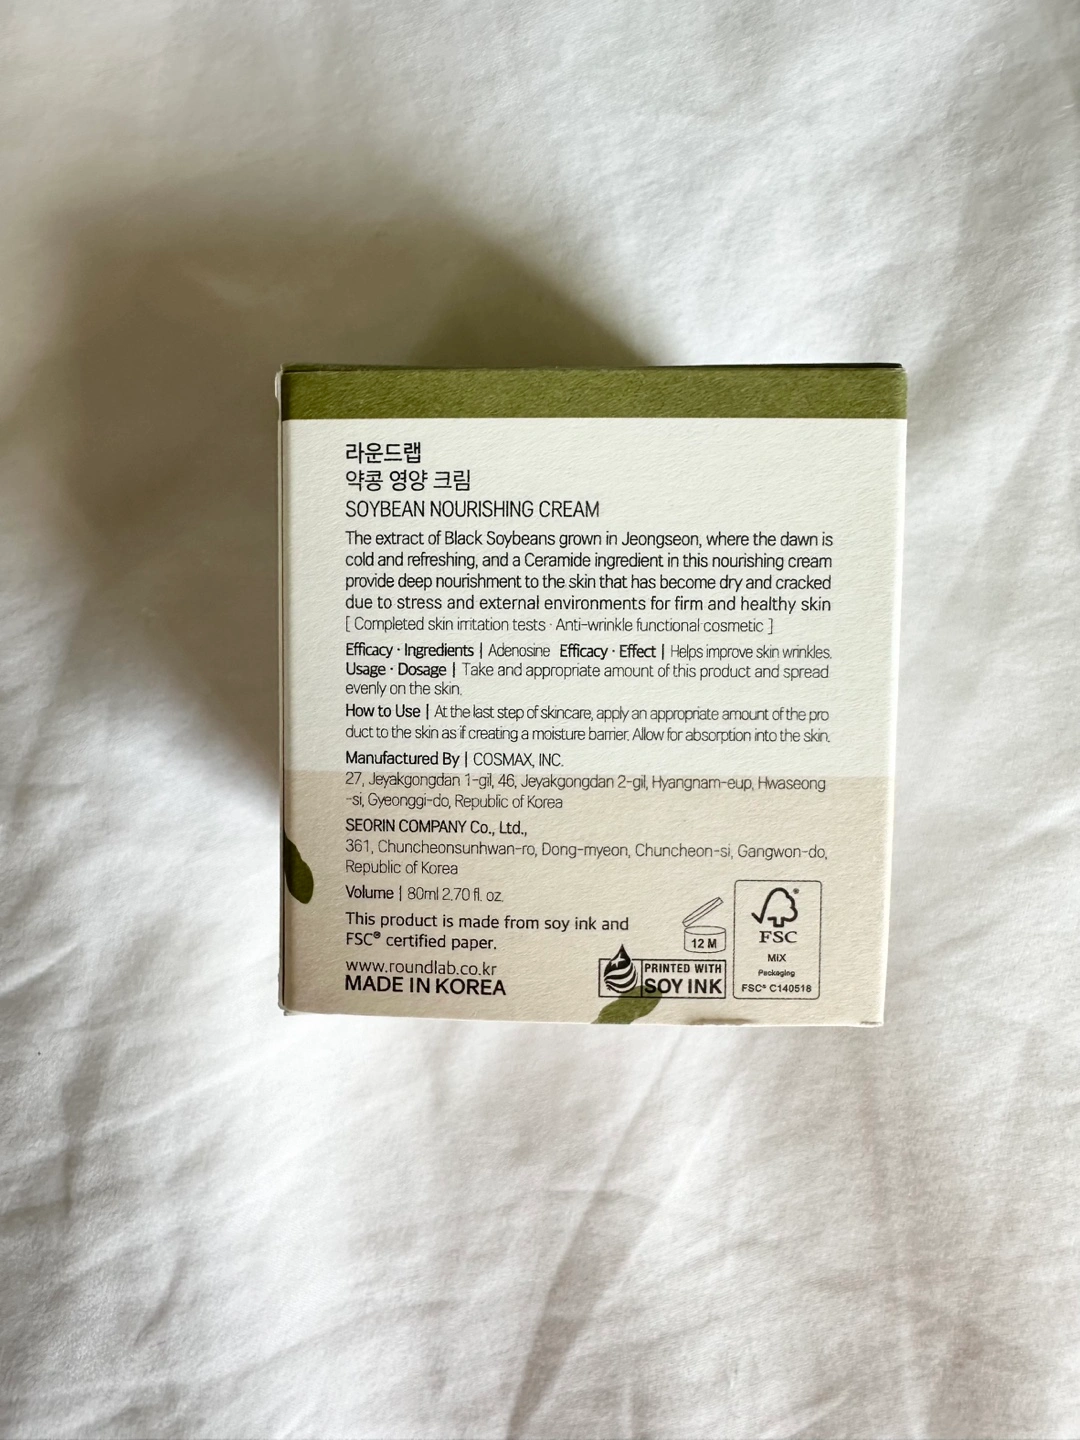 라운드랩
약콩 영양 크림
SOYBEAN NOURISHING CREAM
The extract of Black Soybeans grown in Jeongseon, where the dawn is
cold and refreshing, and a Ceramide ingredient in this nourishing cream
provide deep nourishment to the skin that has become dry and cracked
due to stress and external environments for firm and healthy skin
[ Completed skin irritation tests · Anti-wrinkle functional cosmetic ]
Efficacy · Ingredients | Adenosine Efficacy · Effect | Helps improve skin wrinkles.
Usage · Dosage | Take and appropriate amount of this product and spread
evenly on the skin.
How to Use | At the last step of skincare, apply an appropriate amount of the pro
duct to the skin as if creating a moisture barrier. Allow for absorption into the skin.
Manufactured By | COSMAX, INC.
27, Jeyakgongdan 1-gil, 46, Jeyakgongdan 2-gil, Hyangnam-eup, Hwaseong
-si, Gyeonggi-do, Republic of Korea
SEORIN COMPANY Co., Ltd.,
361, Chuncheonsunhwan-ro, Dong-myeon, Chuncheon-si, Gangwon-do,
Republic of Korea
Volume | 80ml 2.70 fl. oz.
This product is made from soy ink and
FSC® certified paper.
www.roundlab.co.kr
MADE IN KOREA
12 M
PRINTED WITH
SOY INK
FSC
MIX
Packaging
FSC® C140518